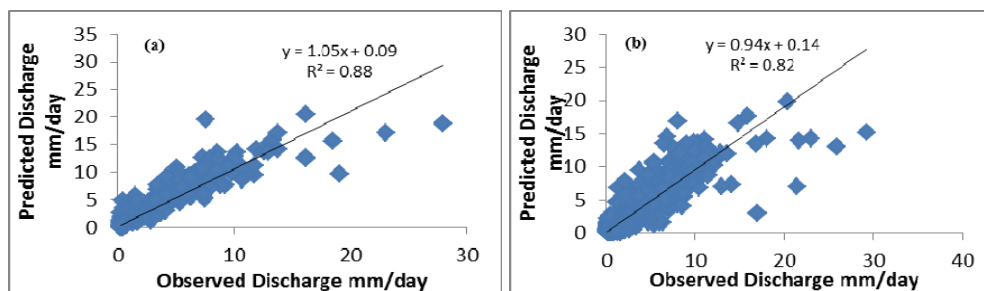 (a)
y = 1.05x + 0.09
R² = 0.88
35
30
25
20
15
10
5
0
Predicted Discharge
mm/day
0
10
20
30
Observed Discharge mm/day
(b)
y = 0.94x + 0.14
R² = 0.82
30
25
20
15
10
5
0
Predicted Discharge
mm/day
0
10
20
30
40
Observed Discharge mm/day